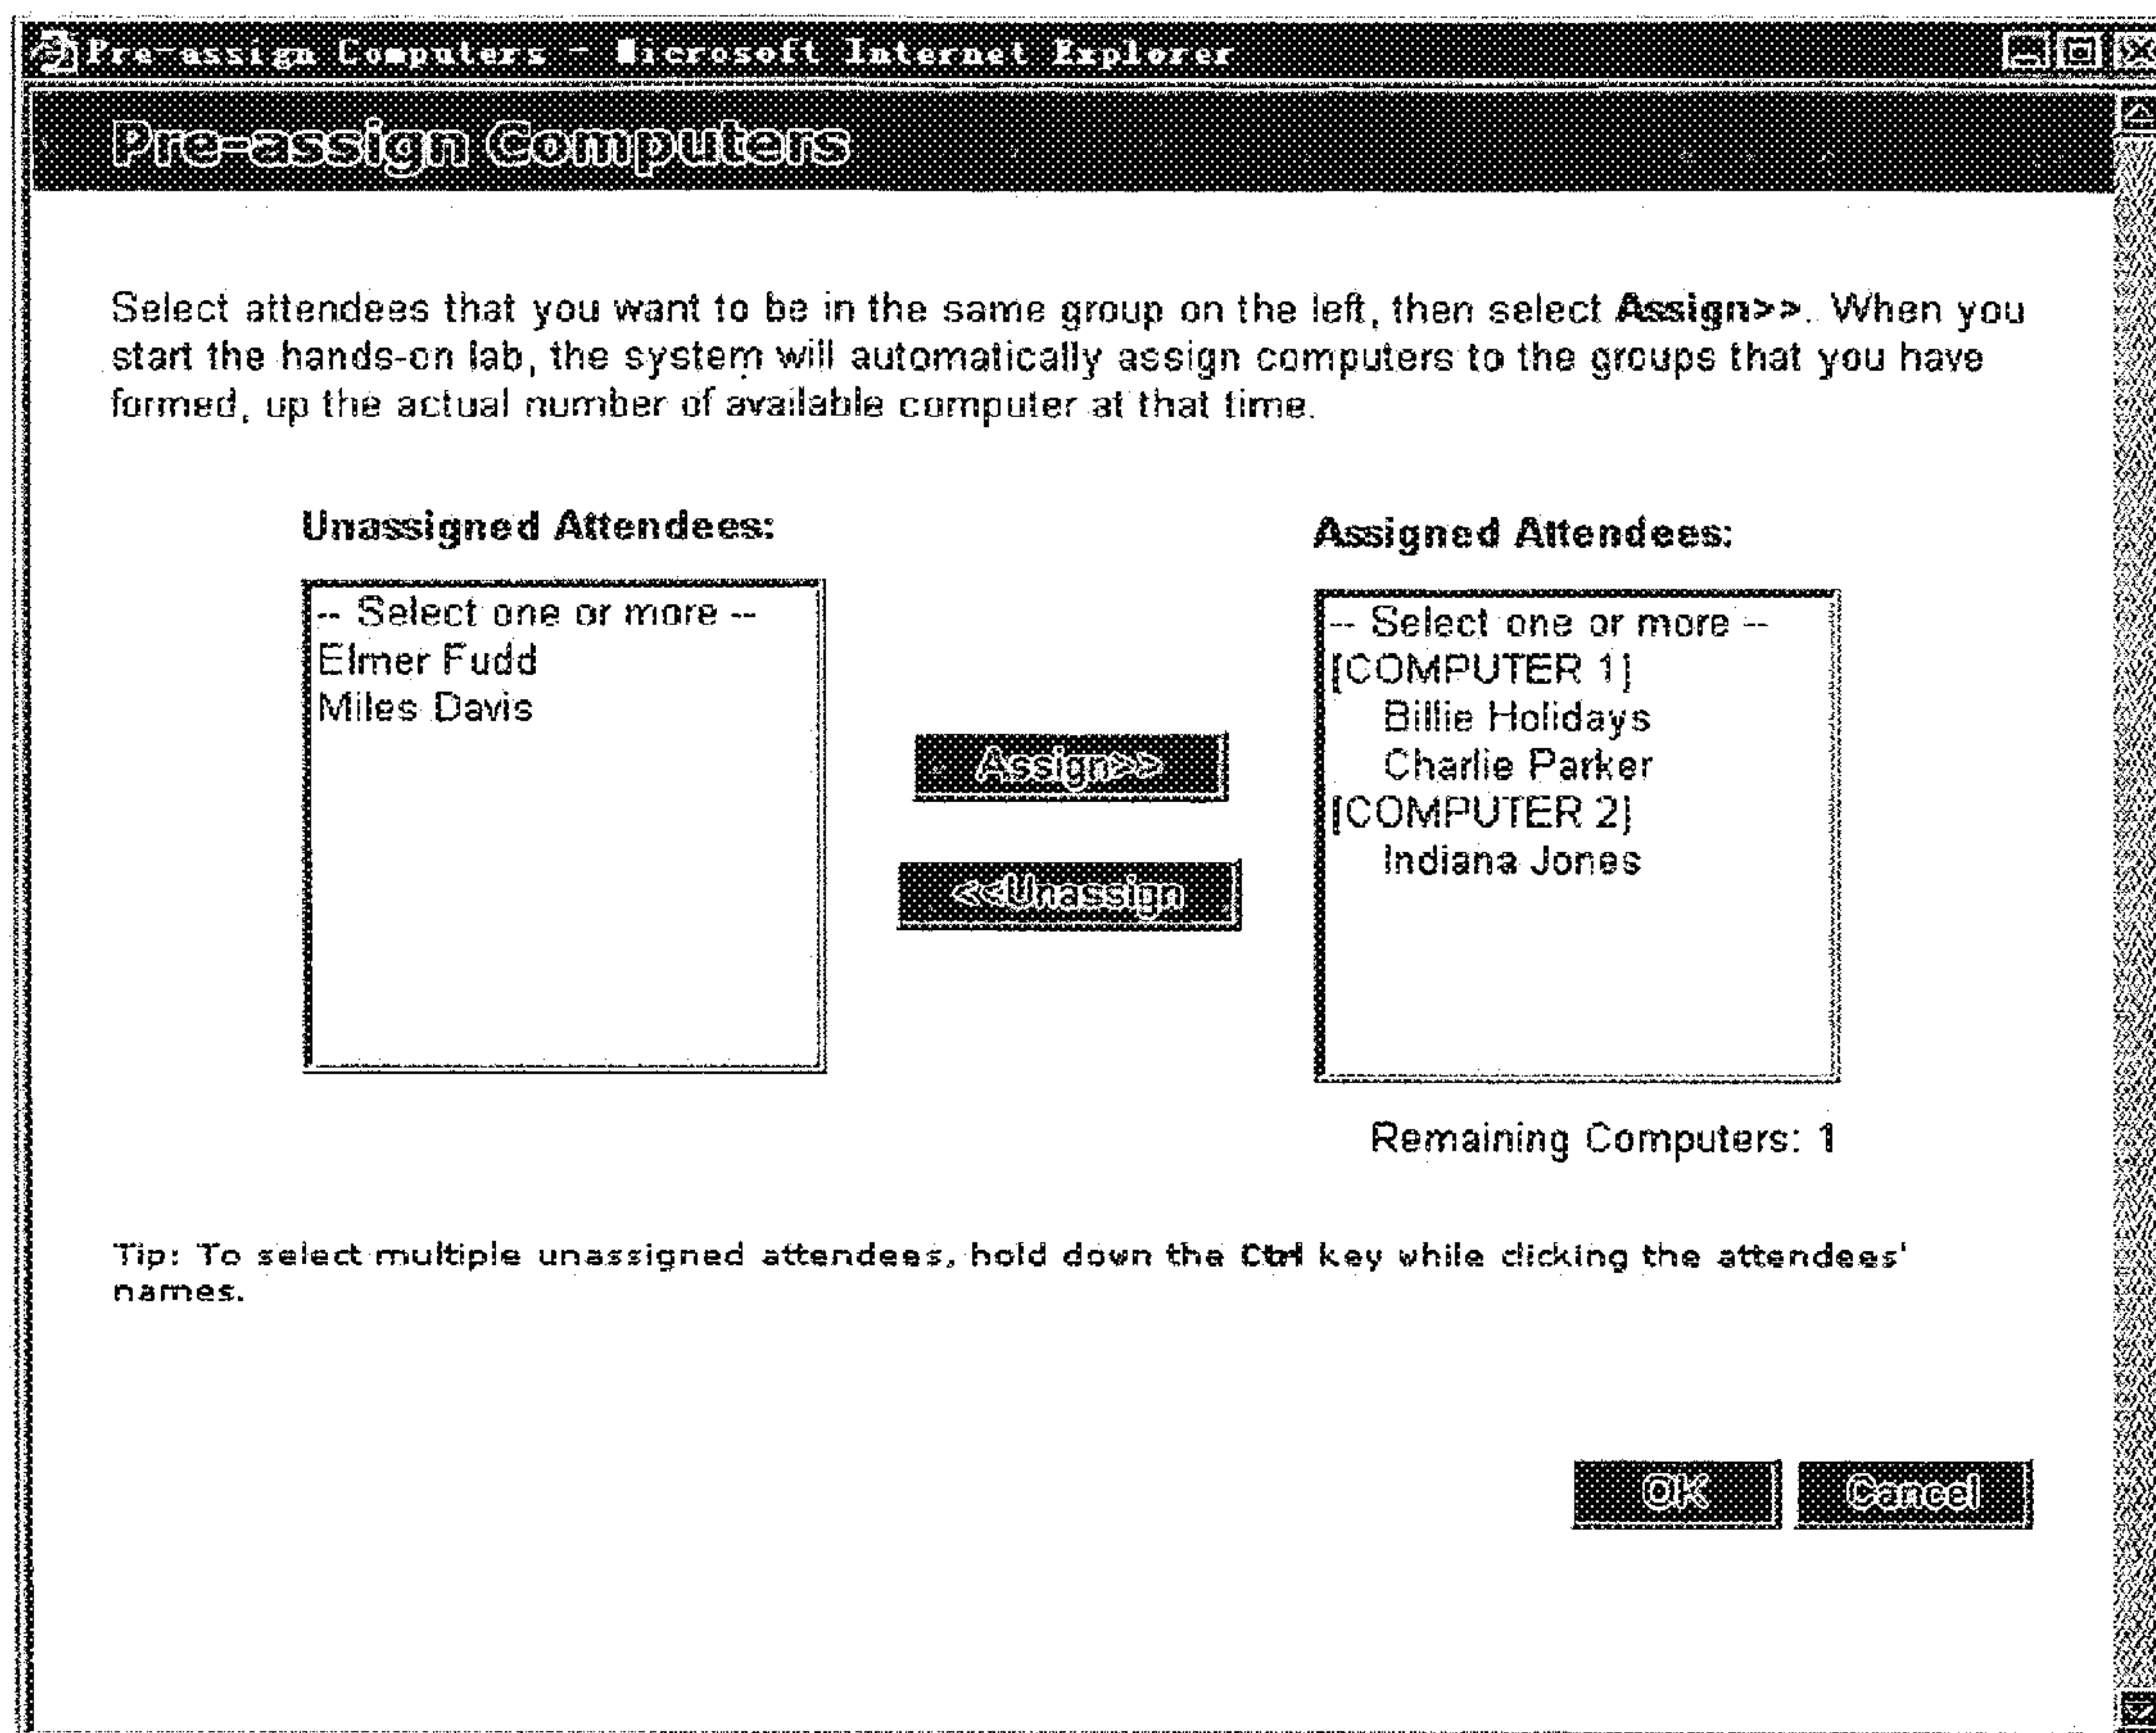 Pre-assign Computers - Microsoft Internet Explorer
Pre-assign Computers
Select attendees that you want to be in the same group on the left, then select Assign>>. When you
start the hands-on lab, the system will automatically assign computers to the groups that you have
formed, up the actual number of available computer at that time.
Unassigned Attendees:
-- Select one or more --
Elmer Fudd
Miles Davis
Assign>>
<<Unassign
Assigned Attendees:
-- Select one or more --
[COMPUTER 1]
Billie Holidays
Charlie Parker
[COMPUTER 2]
Indiana Jones
Remaining Computers: 1
Tip: To select multiple unassigned attendees, hold down the Ctrl key while clicking the attendees'
names.
OK
Cancel